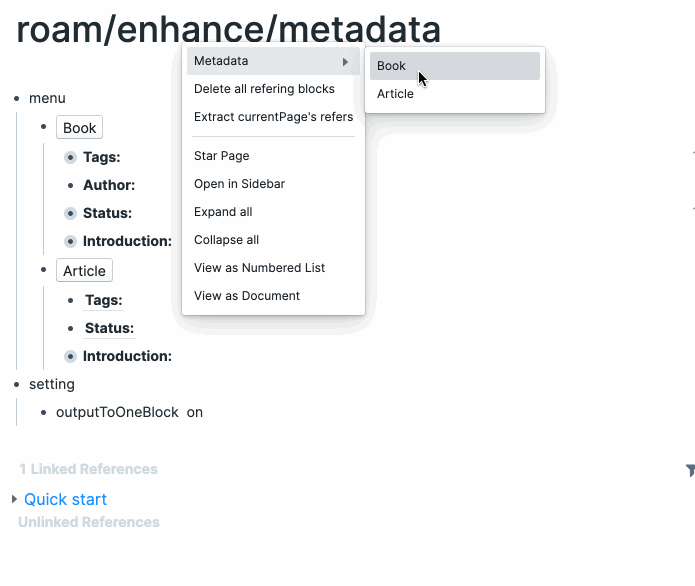 roam/enhance/metadata
Metadata
Book
Delete all refering blocks
Article
Extract currentPage's refers
Star Page
Open in Sidebar
Expand all
Collapse all
View as Numbered List
View as Document
menu
Book
Tags:
Author:
Status:
Introduction:
Article
Tags:
Status:
Introduction:
setting
outputToOneBlock on
1 Linked References
Quick start
Unlinked References